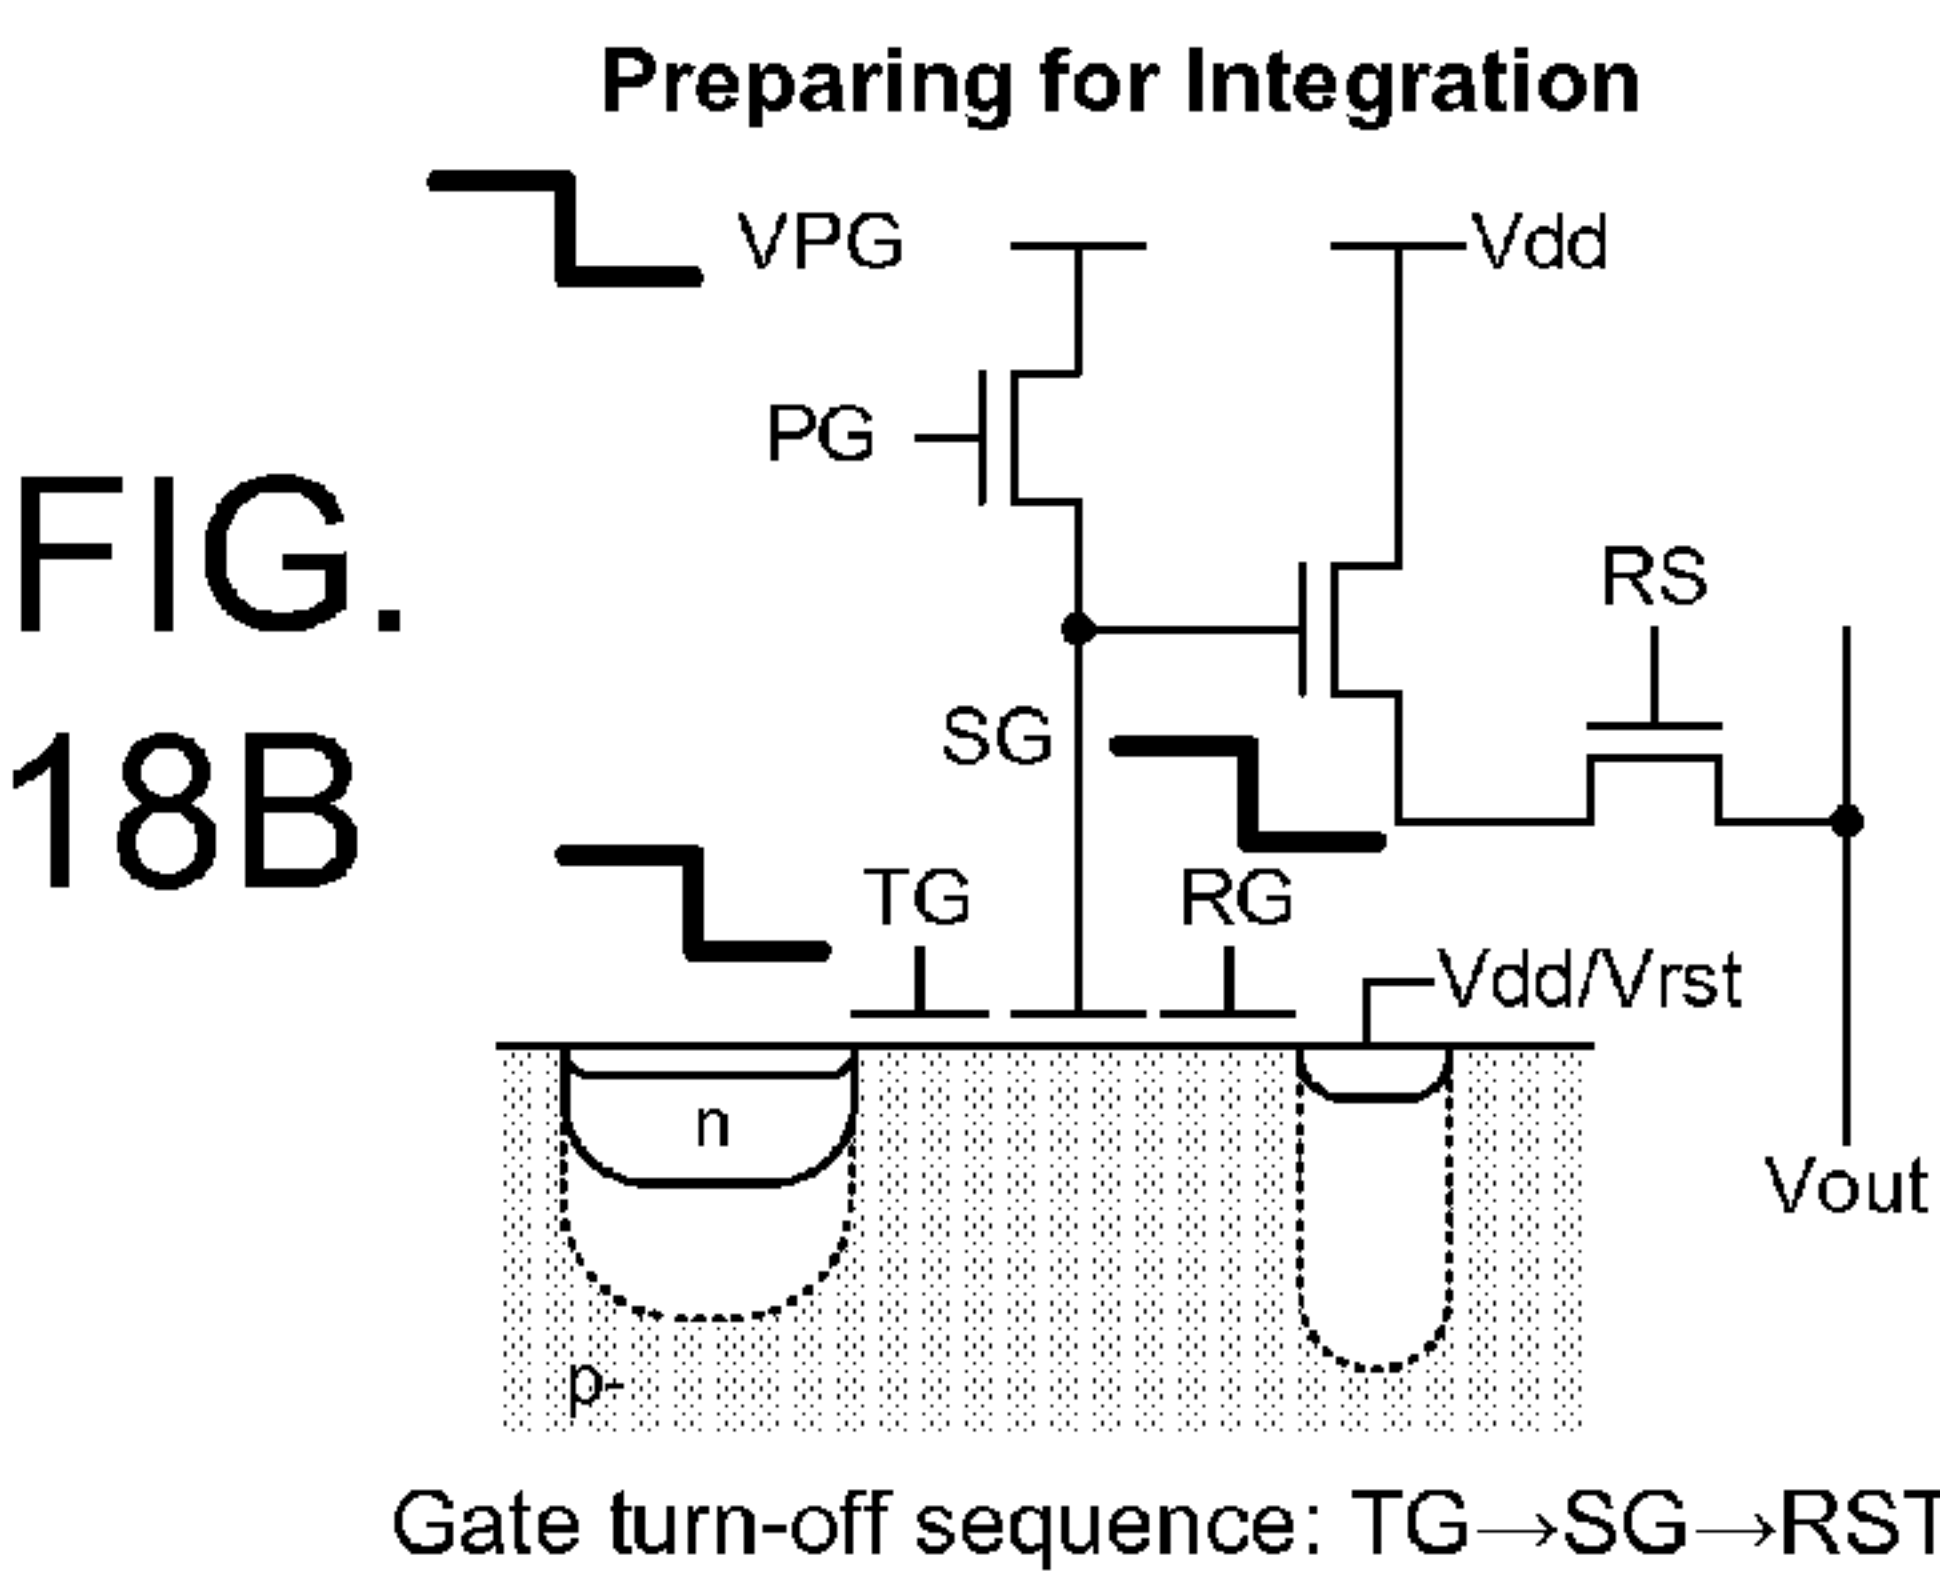 Preparing for Integration
VPG
Vdd
PG
FIG.
18B
RS
SG
TG
RG
Vdd/Vrst
n
Vout
p-
Gate turn-off sequence: TG→SG→RST